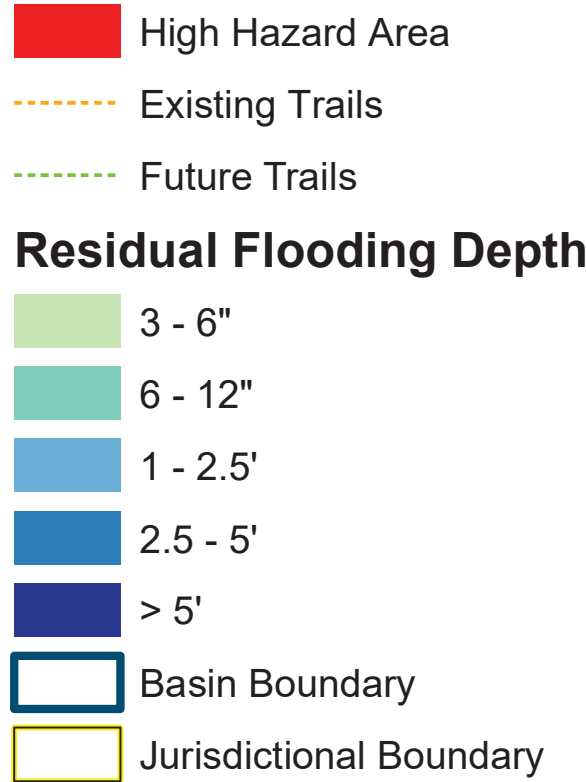 High Hazard Area
Existing Trails
Future Trails
Residual Flooding Depth
3 - 6"
6 - 12"
1 - 2.5'
2.5 - 5'
> 5'
Basin Boundary
Jurisdictional Boundary